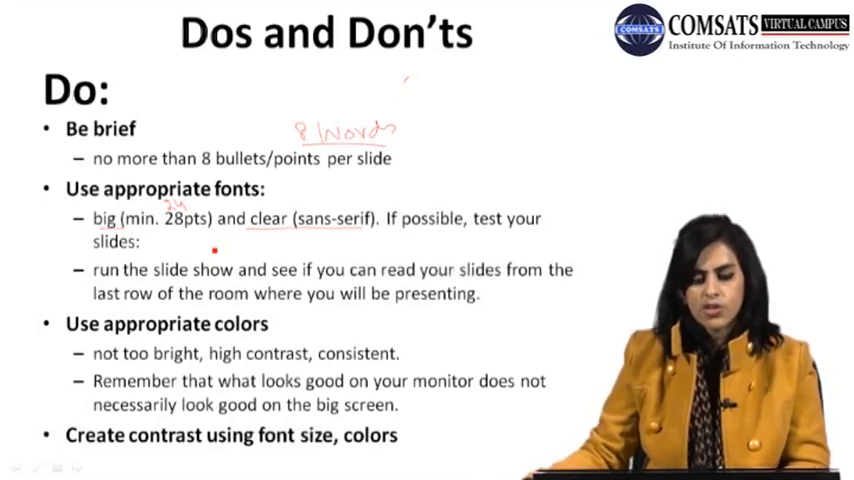 Dos and Don'ts
COMSATS VIRTUAL CAMPUS
COMSATS
Institute Of Information Technology
Do:
• Be brief
8 Words
– no more than 8 bullets/points per slide
• Use appropriate fonts:
24
– big (min. 28pts) and clear (sans-serif). If possible, test your
slides:
– run the slide show and see if you can read your slides from the
last row of the room where you will be presenting.
• Use appropriate colors
– not too bright, high contrast, consistent.
– Remember that what looks good on your monitor does not
necessarily look good on the big screen.
• Create contrast using font size, colors